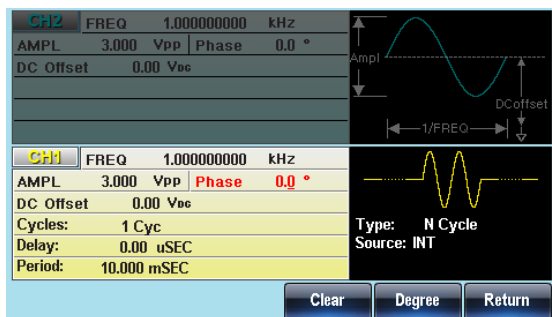 CH2 FREQ 1.000000000 kHz
AMPL 3.000 Vpp Phase 0.0 °
DC Offset 0.00 VDC
Ampl
DCoffset
1/FREQ
CH1 FREQ 1.000000000 kHz
AMPL 3.000 Vpp Phase 0.0 °
DC Offset 0.00 VDC
Cycles: 1 Cyc
Delay: 0.00 uSEC
Period: 10.000 mSEC
Type: N Cycle
Source: INT
Clear Degree Return